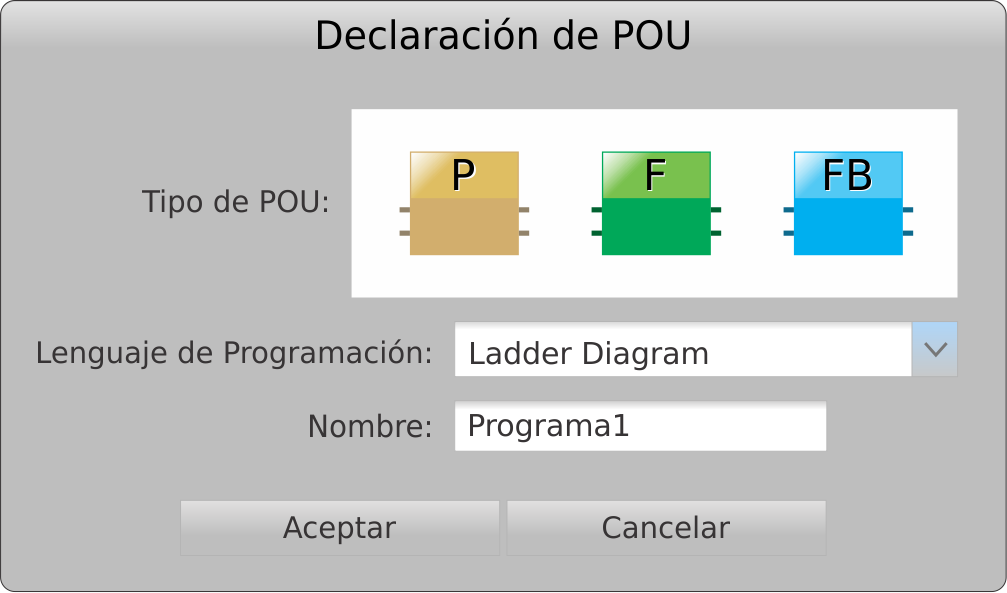 Declaración de POU
P F FB
Tipo de POU:
Lenguaje de Programación: Ladder Diagram
Nombre: Programa1
Aceptar Cancelar